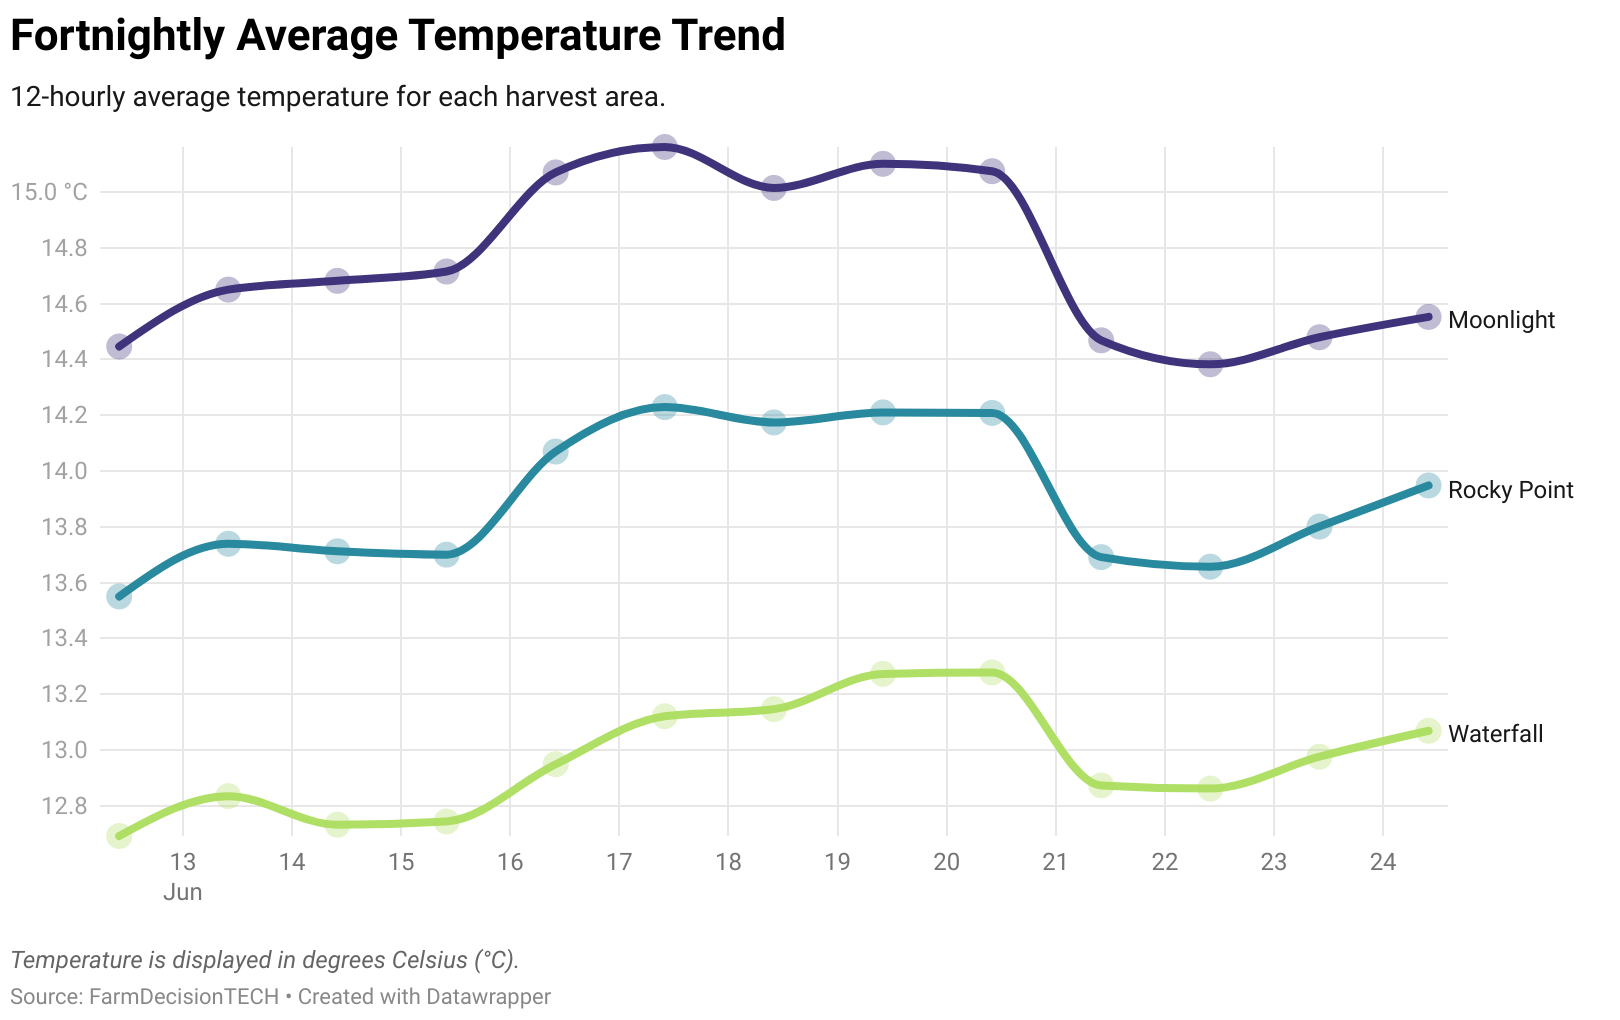 Fortnightly Average Temperature Trend
12-hourly average temperature for each harvest area.
15.0 °C
14.8
14.6
14.4
14.2
14.0
13.8
13.6
13.4
13.2
13.0
12.8
Moonlight
Rocky Point
Waterfall
13 14 15 16 17 18 19 20 21 22 23 24
Jun
Temperature is displayed in degrees Celsius (°C).
Source: FarmDecisionTECH • Created with Datawrapper